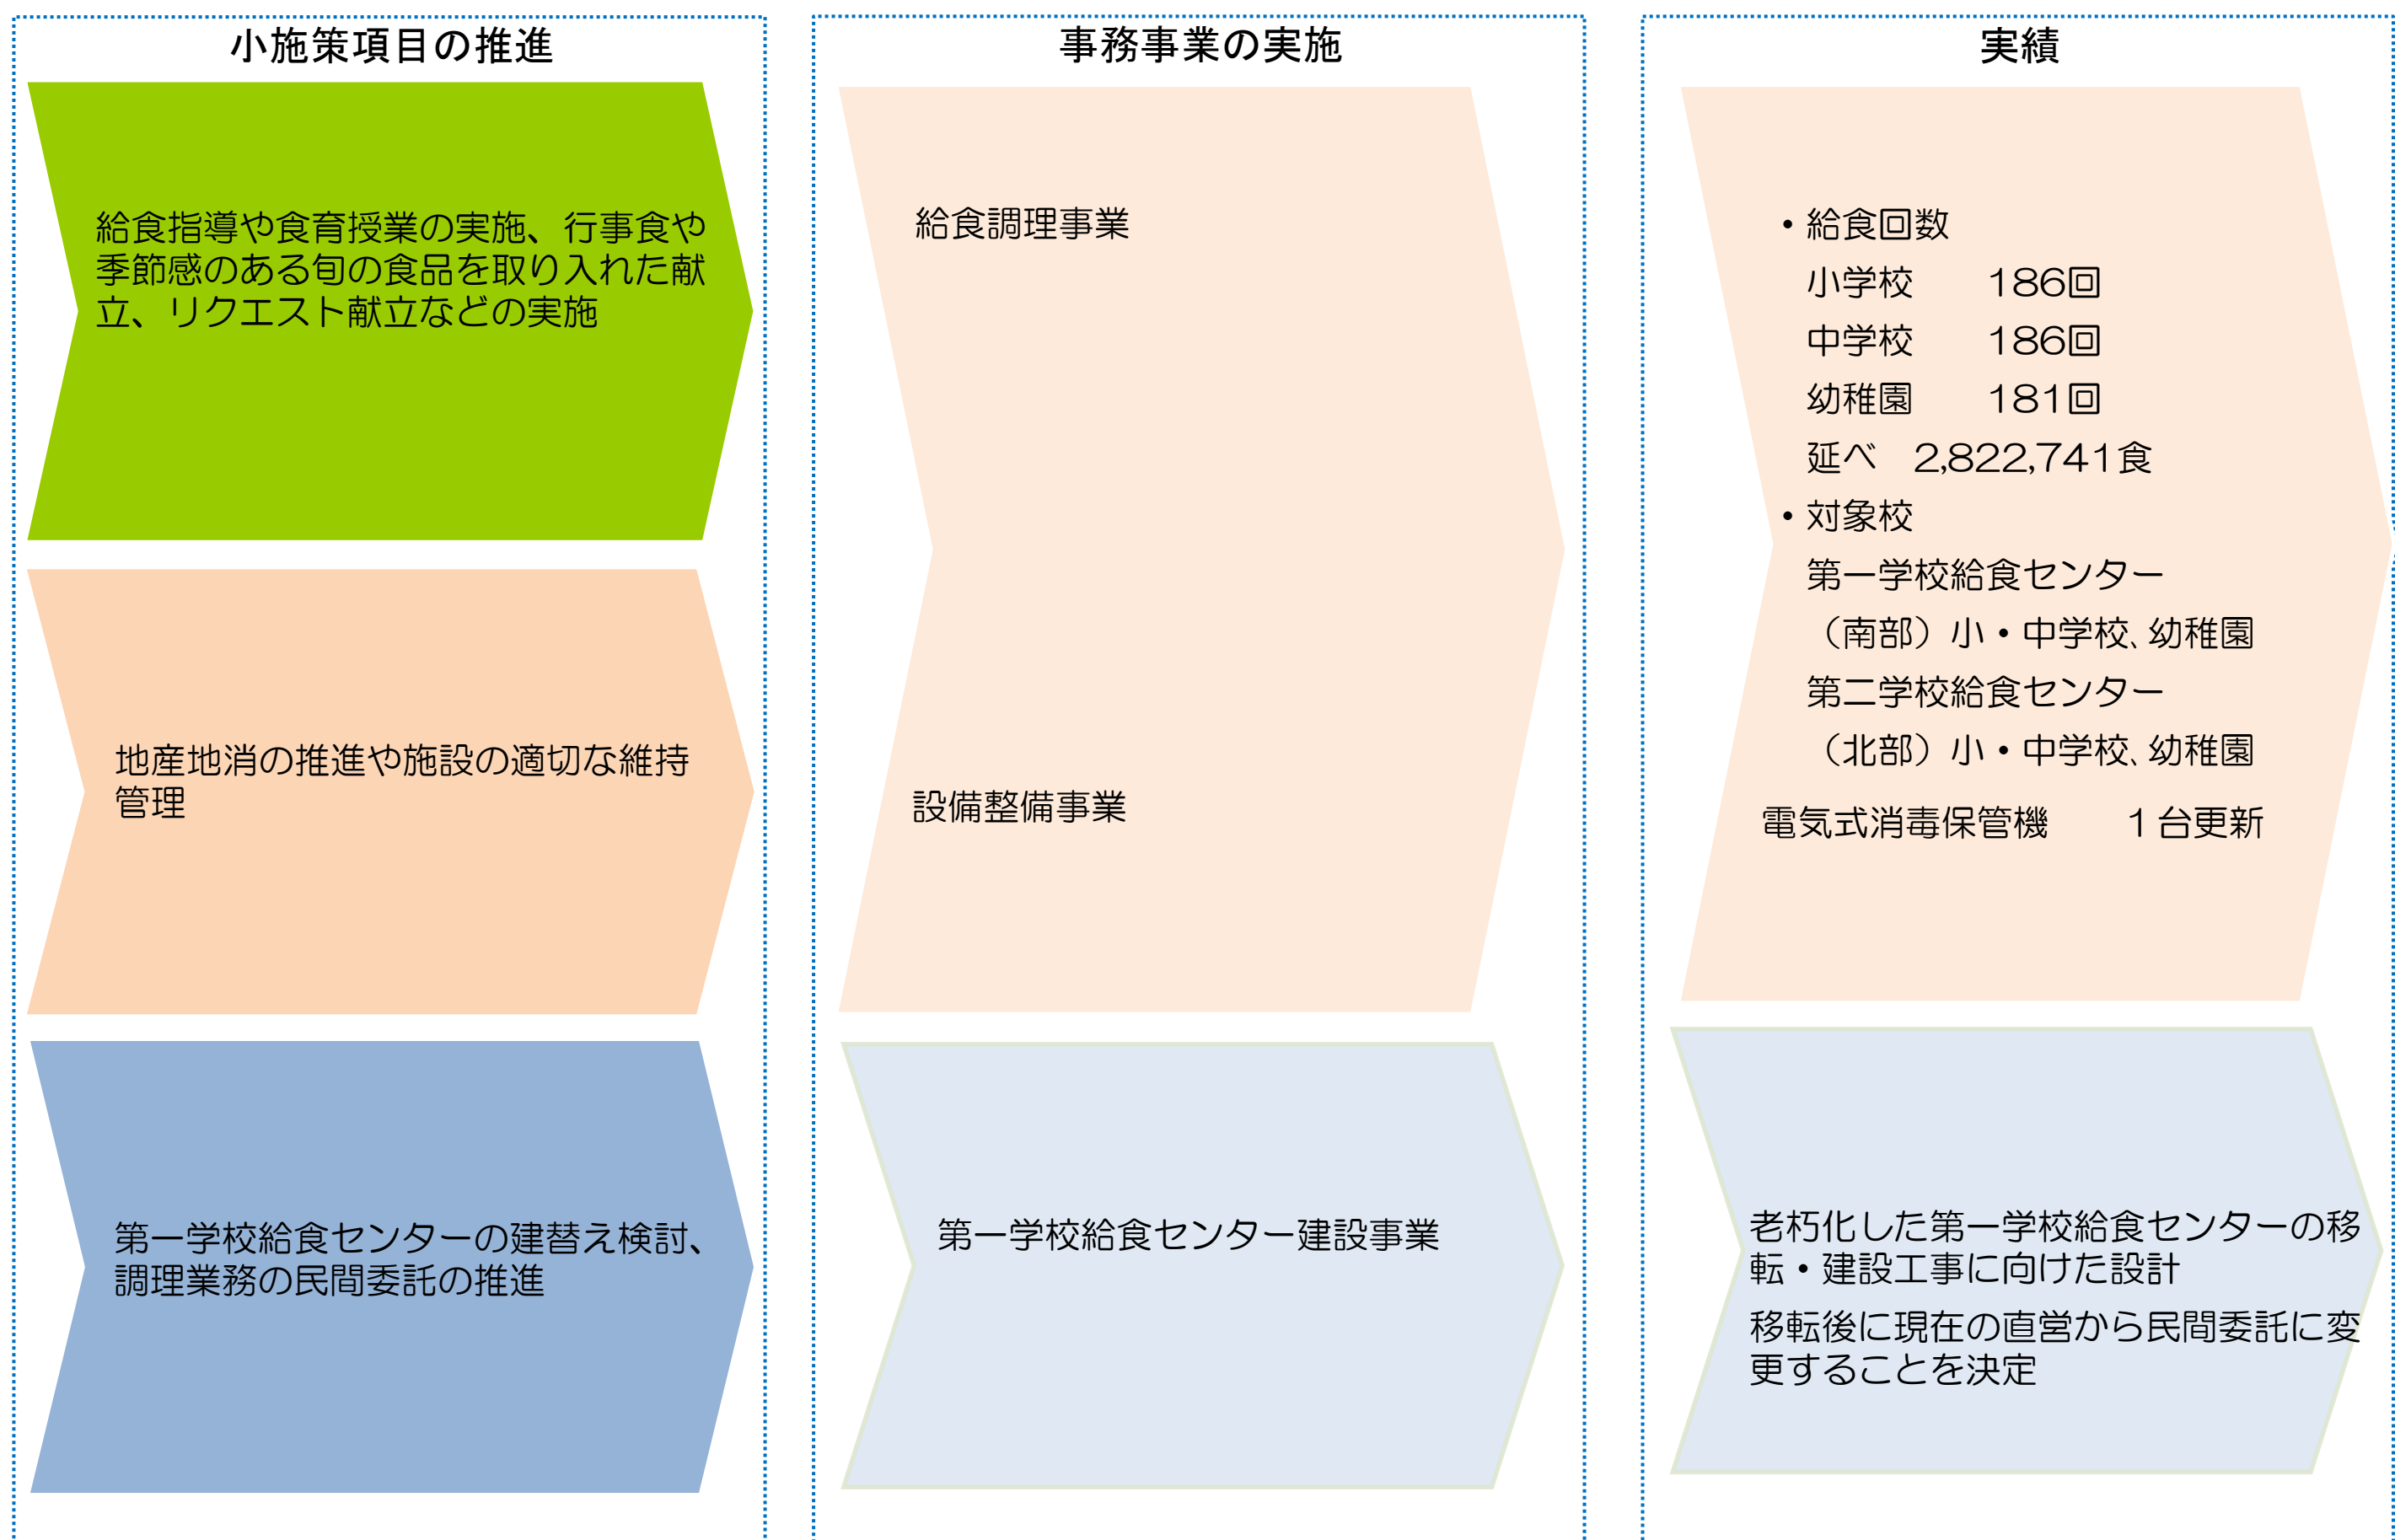 小施策項目の推進
給食指導や食育授業の実施、行事食や
季節感のある旬の食品を取り入れた献
立、リクエスト献立などの実施
地産地消の推進や施設の適切な維持
管理
第一学校給食センターの建替え検討、
調理業務の民間委託の推進
事務事業の実施
給食調理事業
設備整備事業
第一学校給食センター建設事業
実績
・給食回数
小学校　　186回
中学校　　186回
幼稚園　　181回
延べ　2,822,741食
・対象校
第一学校給食センター
（南部）小・中学校、幼稚園
第二学校給食センター
（北部）小・中学校、幼稚園
電気式消毒保管機　　１台更新
老朽化した第一学校給食センターの移
転・建設工事に向けた設計
移転後に現在の直営から民間委託に変
更することを決定